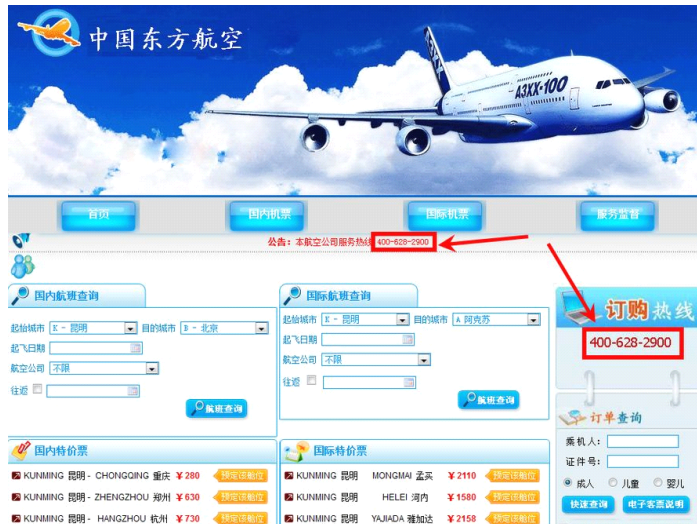 中国东方航空
A3XX-100
首页 国内机票 国际机票 服务监督
公告：本航空公司服务热线 400-628-2900
国内航班查询
起始城市 K - 昆明 目的城市 B - 北京
起飞日期
航空公司 不限
往返
航班查询
国际航班查询
起始城市 K - 昆明 目的城市 A 阿克苏
起飞日期
航空公司 不限
往返
航班查询
订购热线
400-628-2900
订单查询
乘机人：
证件号：
成人 儿童 婴儿
快速查询 电子客票说明
国内特价票
KUNMING 昆明 - CHONGQING 重庆 ￥280 预定该舱位
KUNMING 昆明 - ZHENGZHOU 郑州 ￥630 预定该舱位
KUNMING 昆明 - HANGZHOU 杭州 ￥730 预定该舱位
国际特价票
KUNMING 昆明 MONGMAI 孟买 ￥2110 预定该舱位
KUNMING 昆明 HELEI 河内 ￥1580 预定该舱位
KUNMING 昆明 YAJIADA 雅加达 ￥2158 预定该舱位